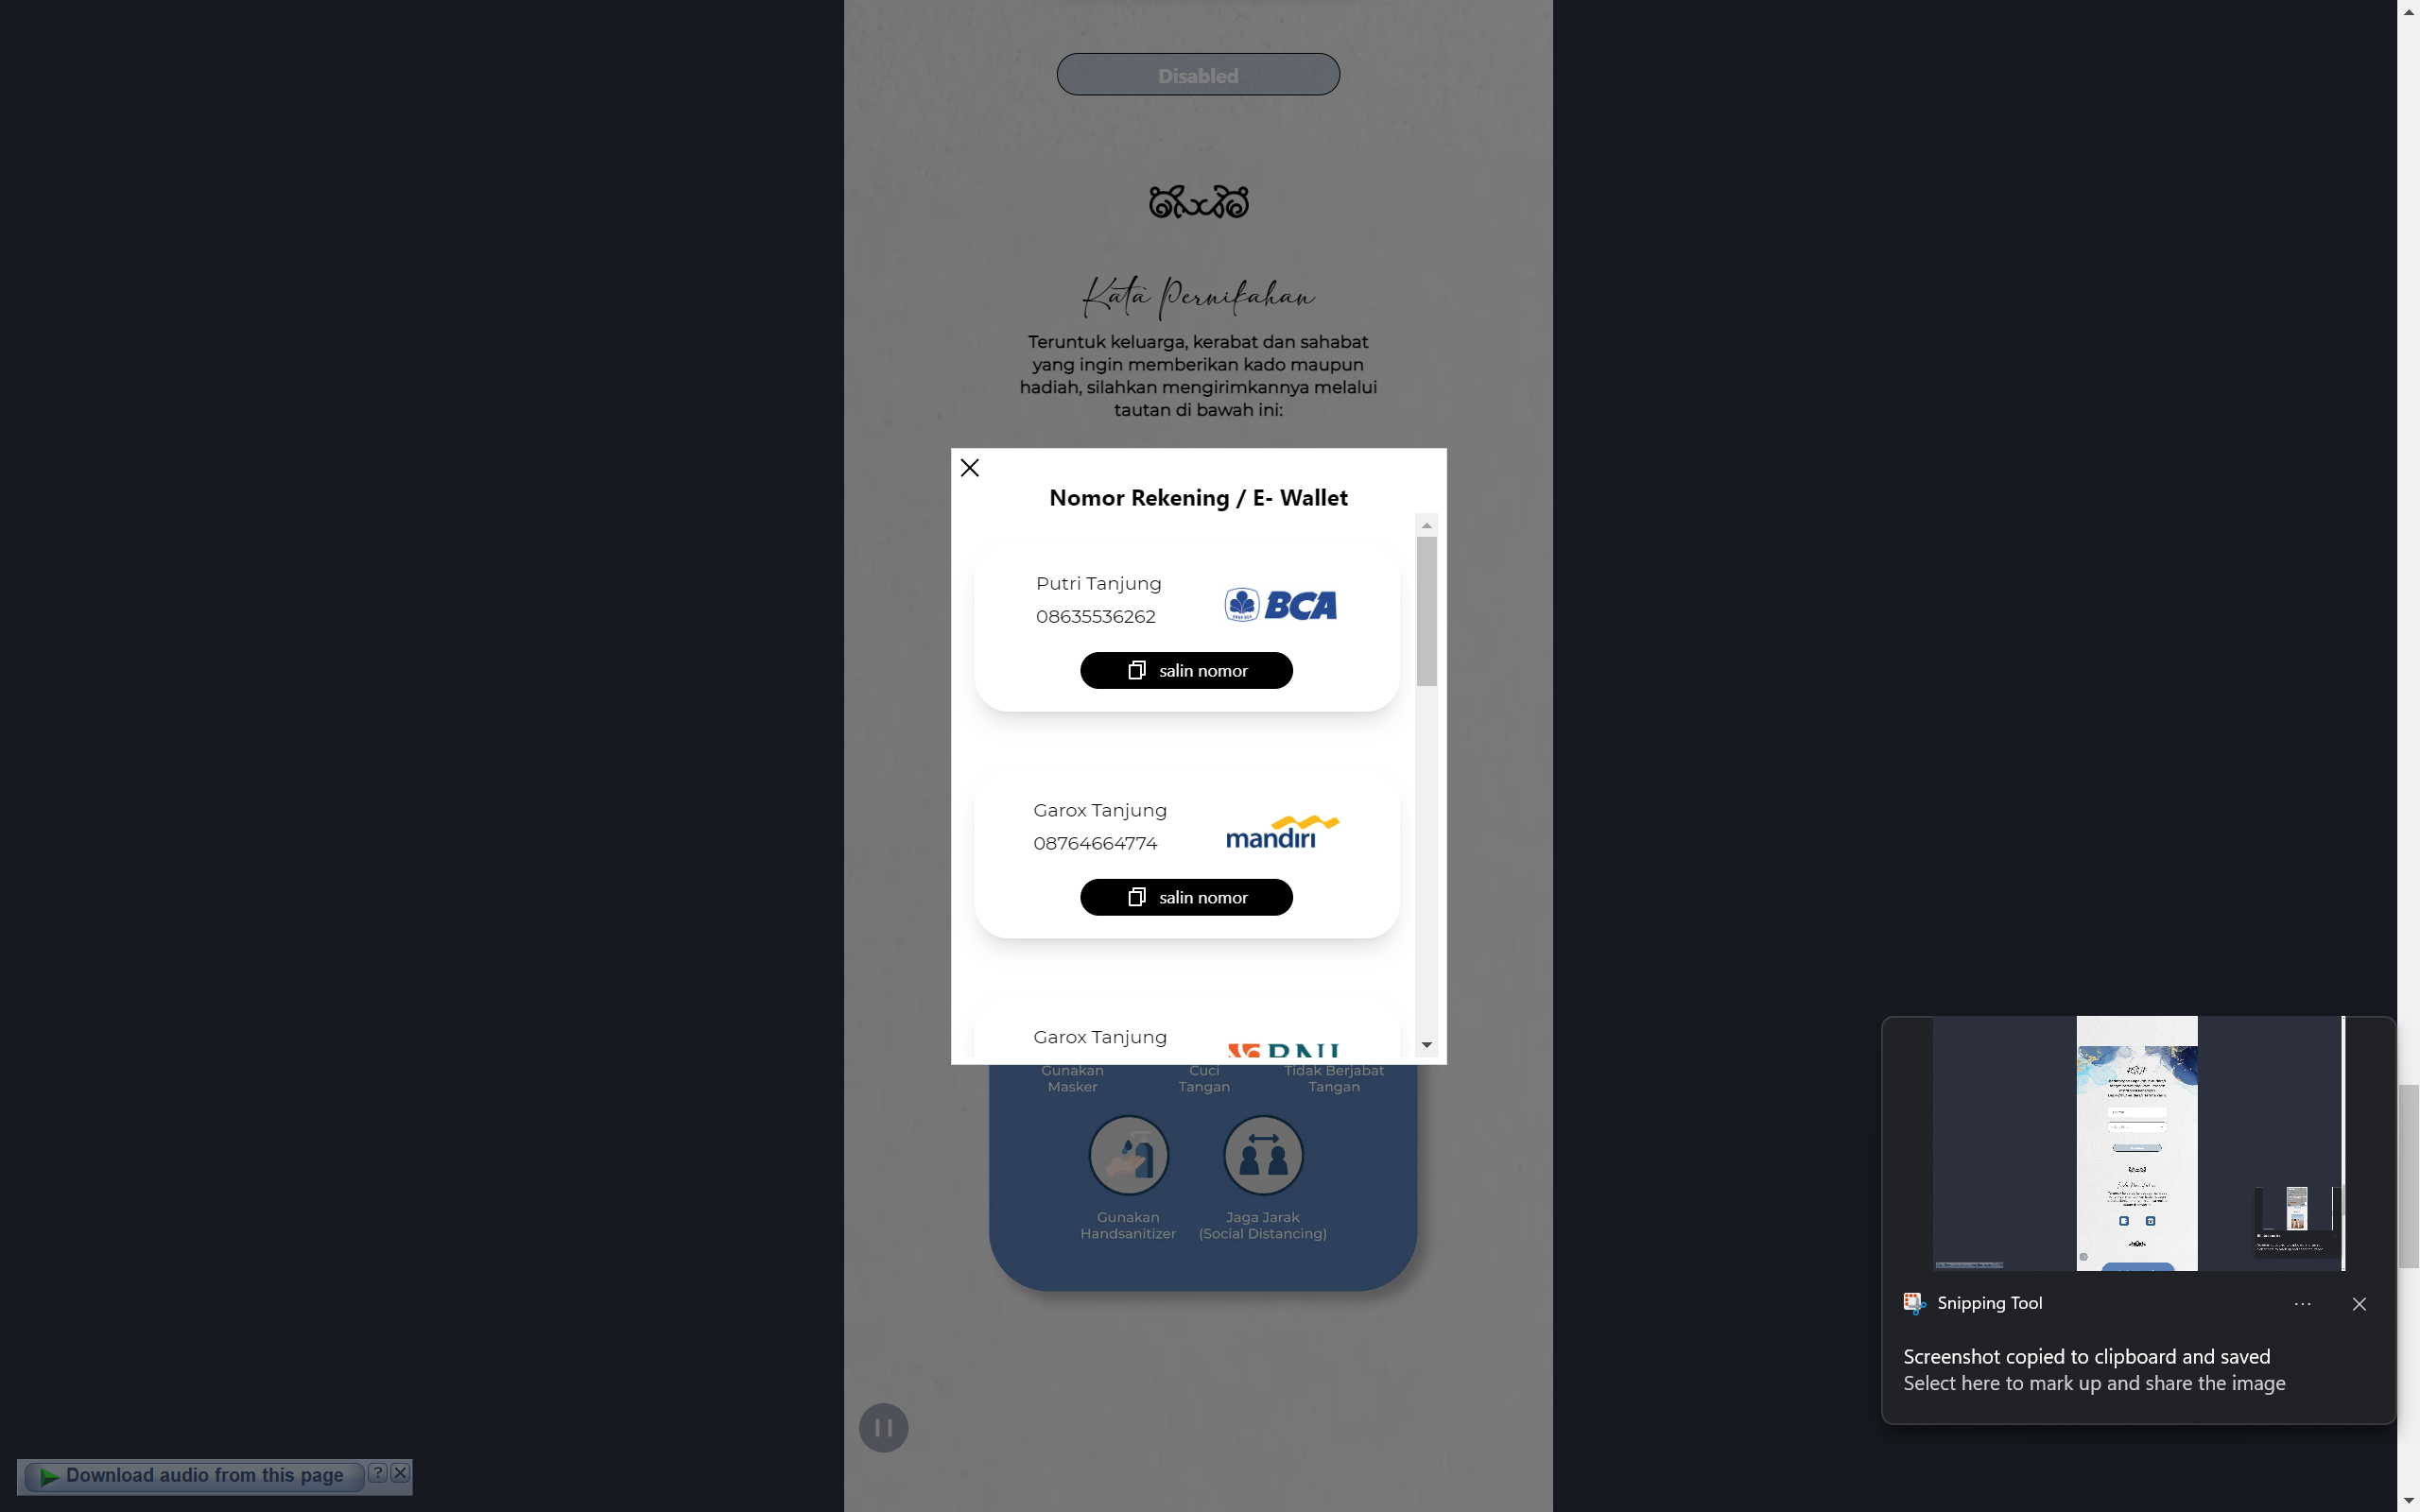 Disabled
Kata Pernikahan
Teruntuk keluarga, kerabat dan sahabat
yang ingin memberikan kado maupun
hadiah, silahkan mengirimkannya melalui
tautan di bawah ini:
Nomor Rekening / E- Wallet
Putri Tanjung
08635536262
BCA
salin nomor
Garox Tanjung
08764664774
mandiri
salin nomor
Garox Tanjung
BNI
Gunakan
Masker
Cuci
Tangan
Tidak Berjabat
Tangan
Gunakan
Handsanitizer
Jaga Jarak
(Social Distancing)
Snipping Tool
Screenshot copied to clipboard and saved
Select here to mark up and share the image
Download audio from this page
?